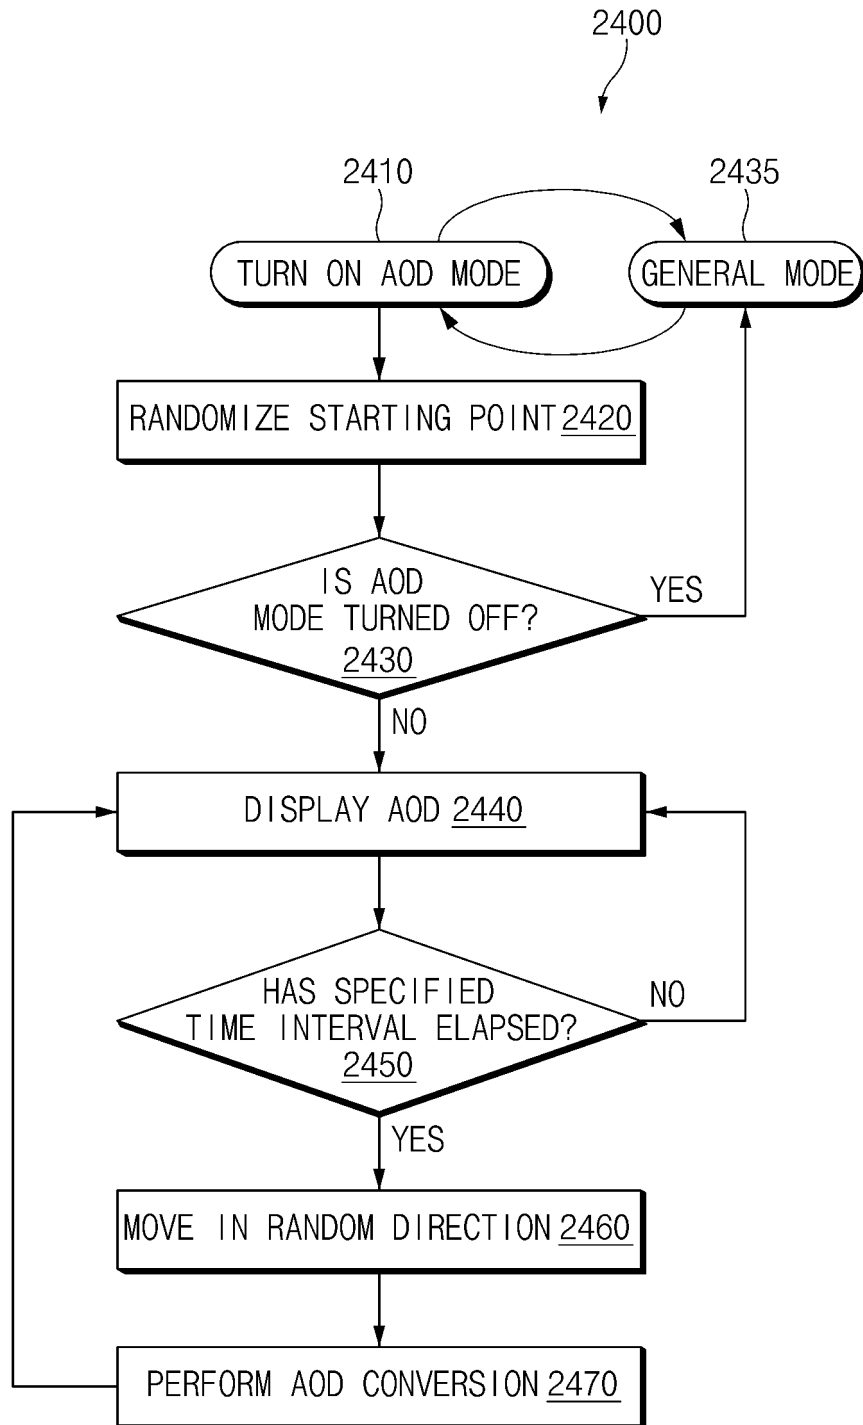 2400
2410
2435
TURN ON AOD MODE
GENERAL MODE
RANDOMIZE STARTING POINT 2420
IS AOD
MODE TURNED OFF?
2430
YES
NO
DISPLAY AOD 2440
HAS SPECIFIED
TIME INTERVAL ELAPSED?
2450
NO
YES
MOVE IN RANDOM DIRECTION 2460
PERFORM AOD CONVERSION 2470